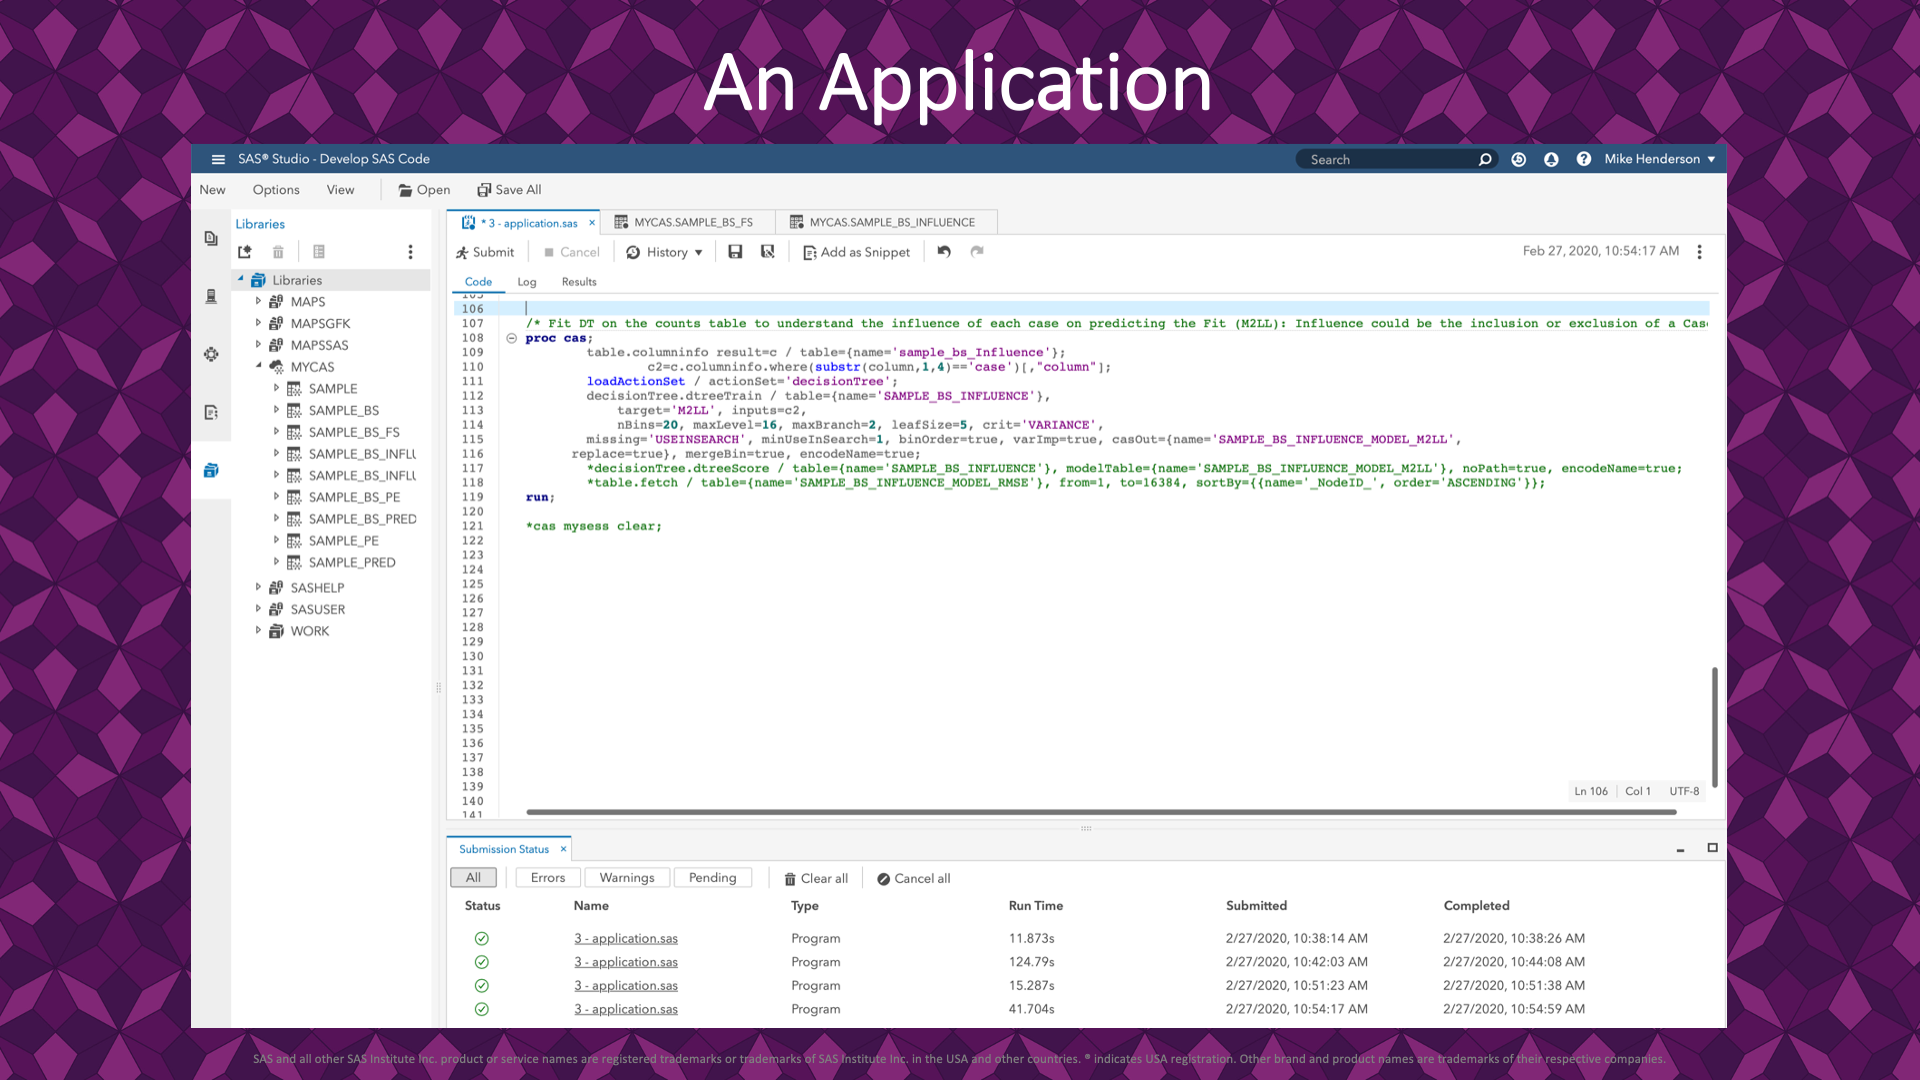 An Application
SAS® Studio - Develop SAS Code
Search
Mike Henderson
New Options View Open Save All
Libraries
Libraries
MAPS
MAPSGFK
MAPSSAS
MYCAS
SAMPLE
SAMPLE_BS
SAMPLE_BS_FS
SAMPLE_BS_INFLU
SAMPLE_BS_INFLU
SAMPLE_BS_PE
SAMPLE_BS_PRED
SAMPLE_PE
SAMPLE_PRED
SASHELP
SASUSER
WORK
* 3 - application.sas × MYCAS.SAMPLE_BS_FS MYCAS.SAMPLE_BS_INFLUENCE
Submit Cancel History Add as Snippet Feb 27, 2020, 10:54:17 AM
Code Log Results
105
106
107 /* Fit DT on the counts table to understand the influence of each case on predicting the Fit (M2LL): Influence could be the inclusion or exclusion of a Cas
108 proc cas;
109 table.columninfo result=c / table={name='sample_bs_Influence'};
110 c2=c.columninfo.where(substr(column,1,4)=='case')[,"column"];
111 loadActionSet / actionSet='decisionTree';
112 decisionTree.dtreeTrain / table={name='SAMPLE_BS_INFLUENCE'},
113 target='M2LL', inputs=c2,
114 nBins=20, maxLevel=16, maxBranch=2, leafSize=5, crit='VARIANCE',
115 missing='USEINSEARCH', minUseInSearch=1, binOrder=true, varImp=true, casOut={name='SAMPLE_BS_INFLUENCE_MODEL_M2LL',
116 replace=true}, mergeBin=true, encodeName=true;
117 *decisionTree.dtreeScore / table={name='SAMPLE_BS_INFLUENCE'}, modelTable={name='SAMPLE_BS_INFLUENCE_MODEL_M2LL'}, noPath=true, encodeName=true;
118 *table.fetch / table={name='SAMPLE_BS_INFLUENCE_MODEL_RMSE'}, from=1, to=16384, sortBy={{name='_NodeID_', order='ASCENDING'}};
119 run;
120
121 *cas mysess clear;
122
123
124
125
126
127
128
129
130
131
132
133
134
135
136
137
138
139
140
141
Ln 106 Col 1 UTF-8
Submission Status ×
All Errors Warnings Pending Clear all Cancel all
Status Name Type Run Time Submitted Completed
3 - application.sas Program 11.873s 2/27/2020, 10:38:14 AM 2/27/2020, 10:38:26 AM
3 - application.sas Program 124.79s 2/27/2020, 10:42:03 AM 2/27/2020, 10:44:08 AM
3 - application.sas Program 15.287s 2/27/2020, 10:51:23 AM 2/27/2020, 10:51:38 AM
3 - application.sas Program 41.704s 2/27/2020, 10:54:17 AM 2/27/2020, 10:54:59 AM
SAS and all other SAS Institute Inc. product or service names are registered trademarks or trademarks of SAS Institute Inc. in the USA and other countries. ® indicates USA registration. Other brand and product names are trademarks of their respective companies.